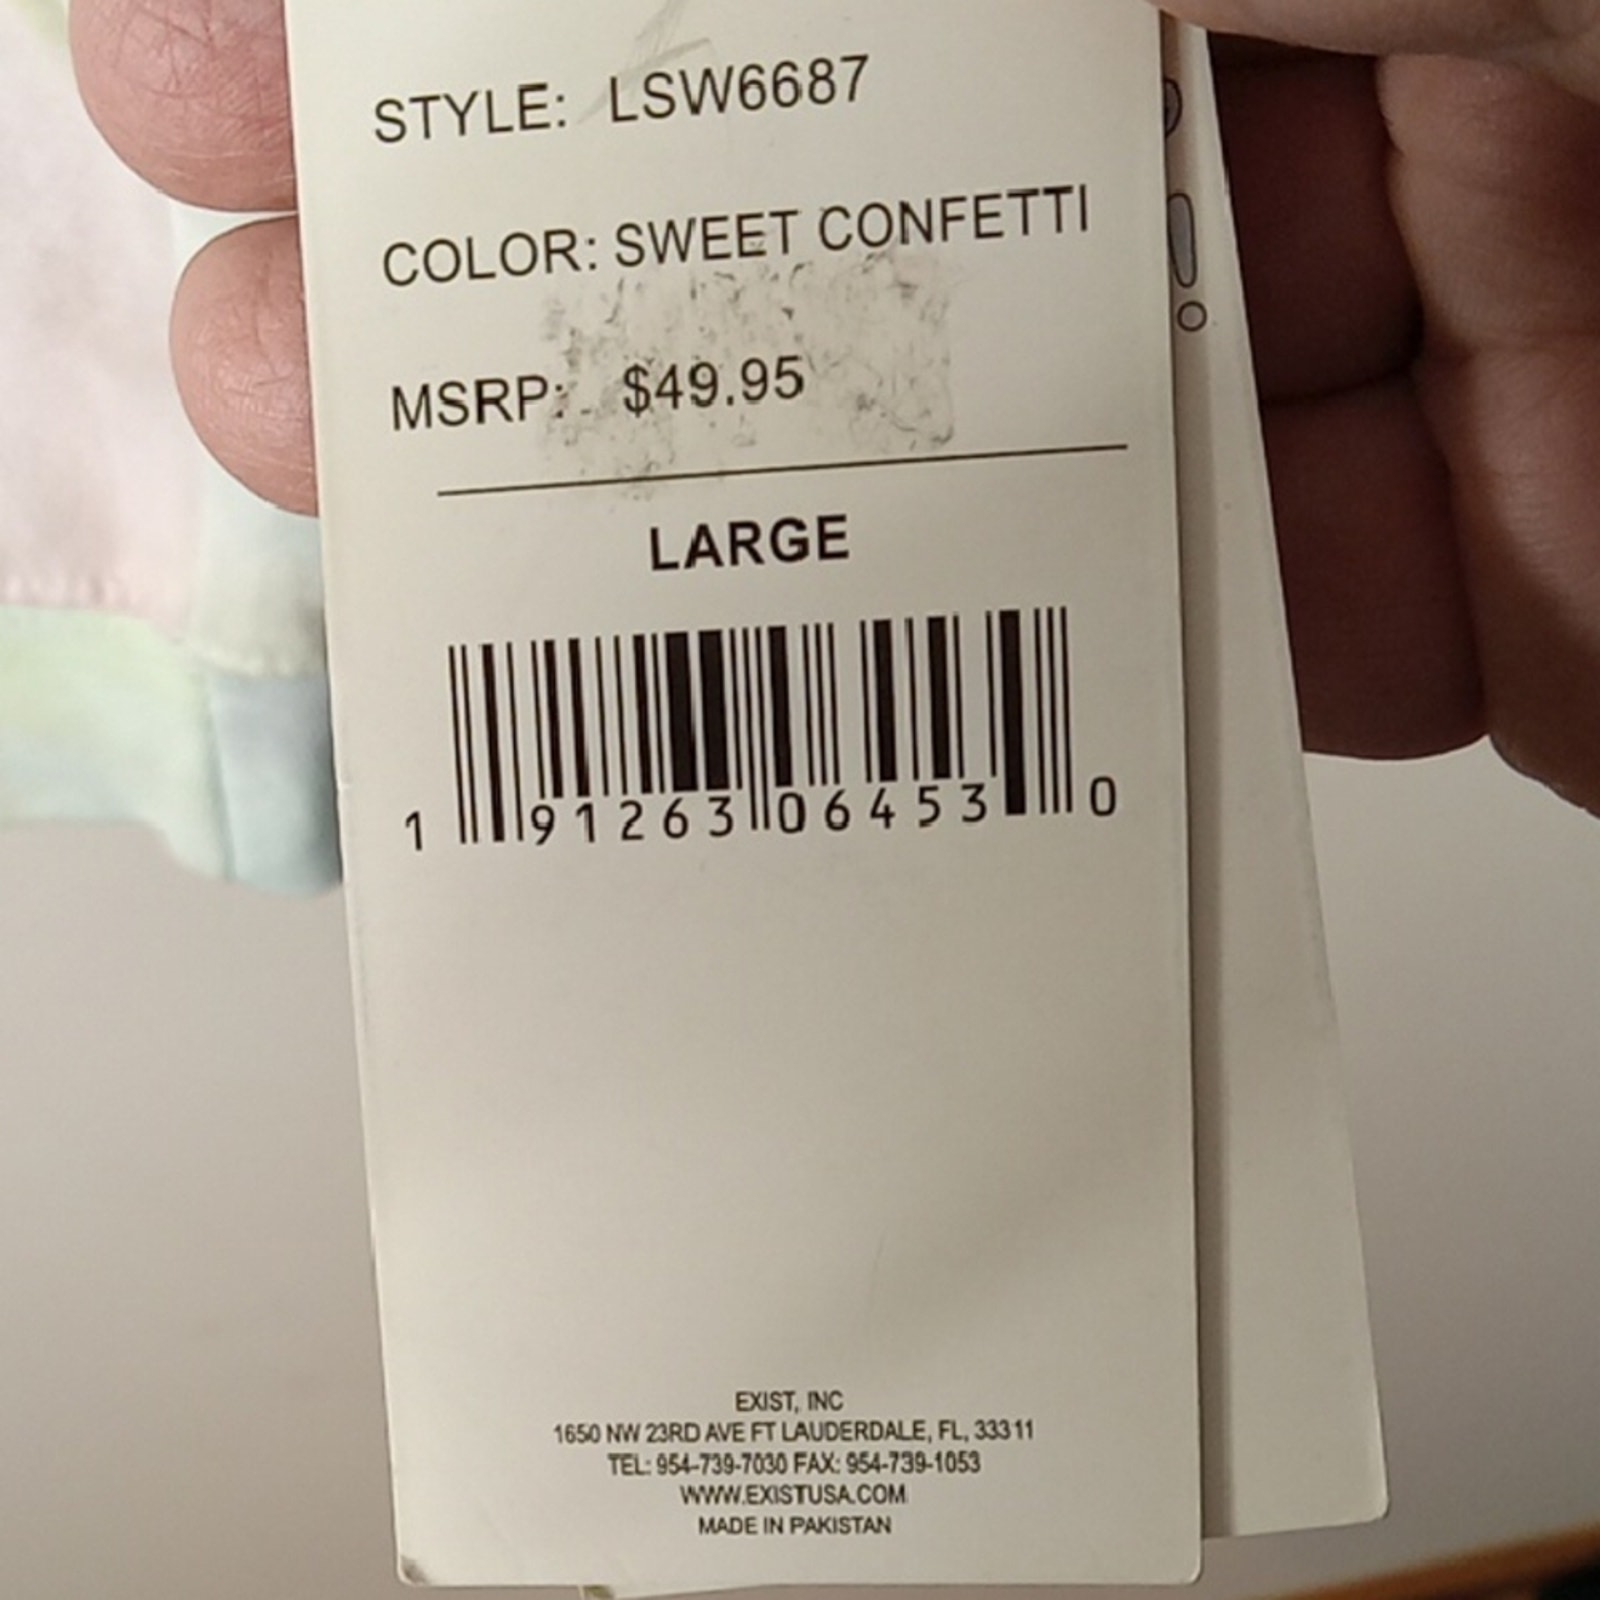 STYLE: LSW6687
COLOR: SWEET CONFETTI
MSRP: $49.95
LARGE
1 91263 06453 0
EXIST, INC
1650 NW 23RD AVE FT LAUDERDALE, FL, 33311
TEL: 954-739-7030 FAX: 954-739-1053
WWW.EXISTUSA.COM
MADE IN PAKISTAN